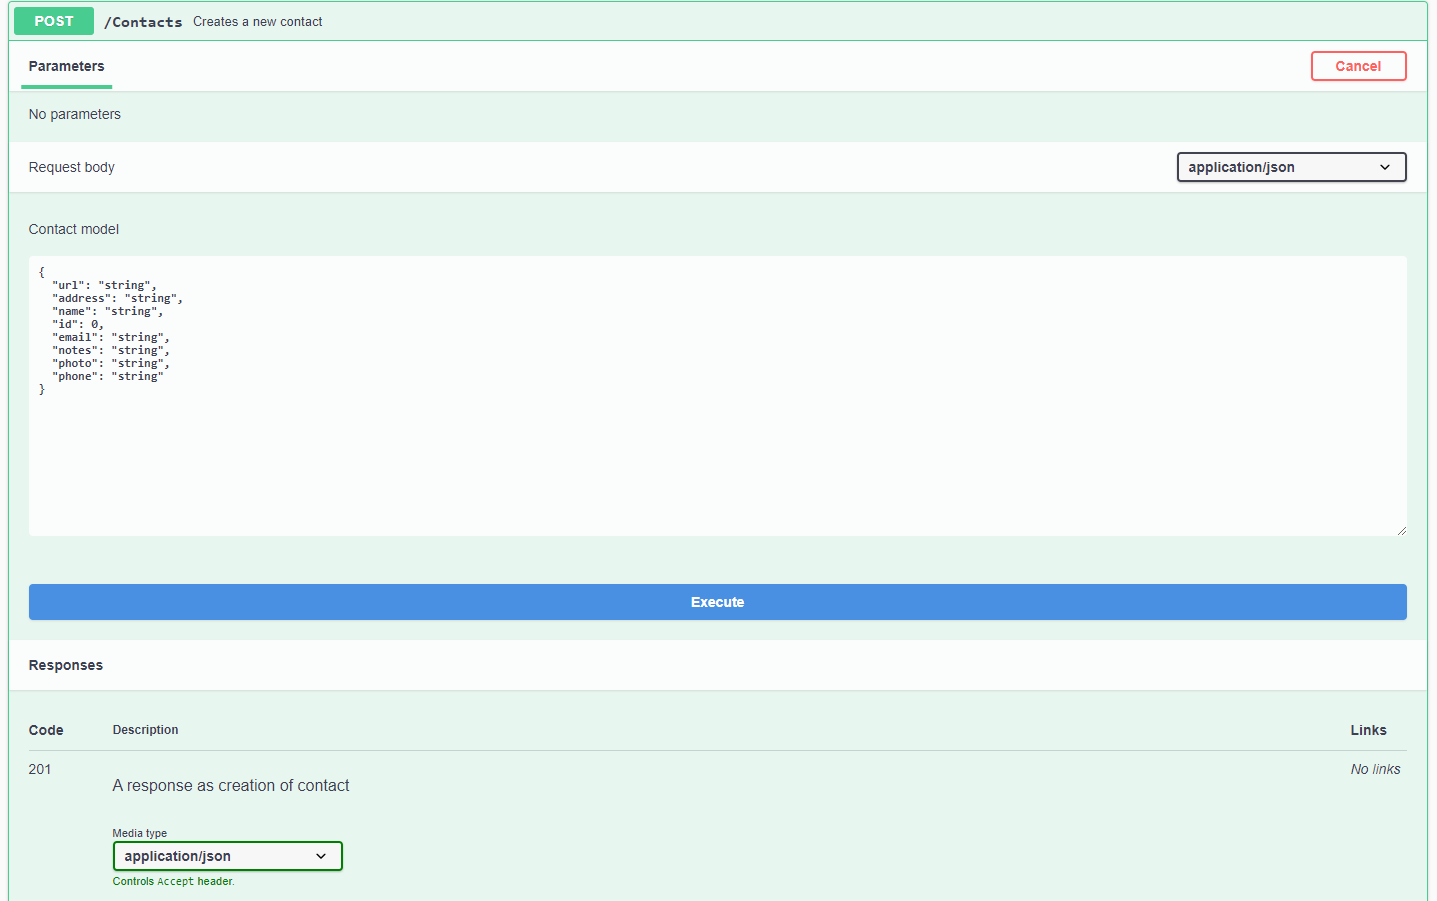 POST /Contacts Creates a new contact
Parameters Cancel
No parameters
Request body application/json
Contact model
{
  "url": "string",
  "address": "string",
  "name": "string",
  "id": 0,
  "email": "string",
  "notes": "string",
  "photo": "string",
  "phone": "string"
}
Execute
Responses
Code Description Links
201 A response as creation of contact No links
Media type
application/json
Controls Accept header.